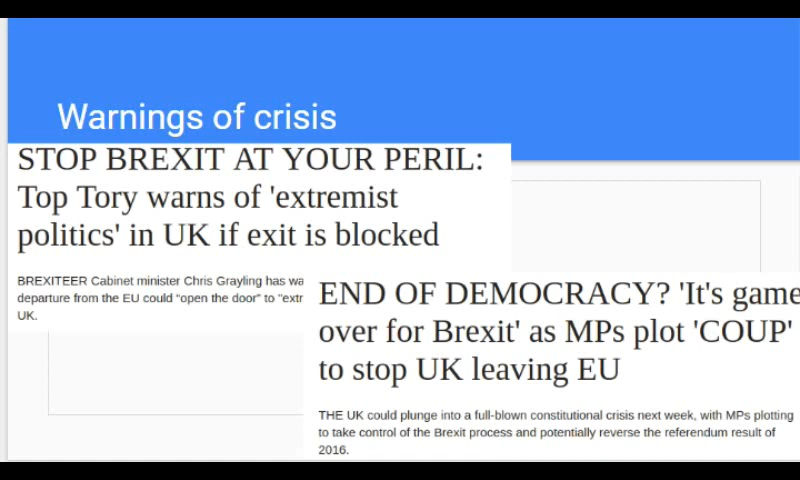 Warnings of crisis
STOP BREXIT AT YOUR PERIL:
Top Tory warns of 'extremist
politics' in UK if exit is blocked
BREXITEER Cabinet minister Chris Grayling has
departure from the EU could “open the door” to
UK.
END OF DEMOCRACY? 'It's game
over for Brexit' as MPs plot 'COUP'
to stop UK leaving EU
THE UK could plunge into a full-blown constitutional crisis next week, with MPs plotting
to take control of the Brexit process and potentially reverse the referendum result of
2016.